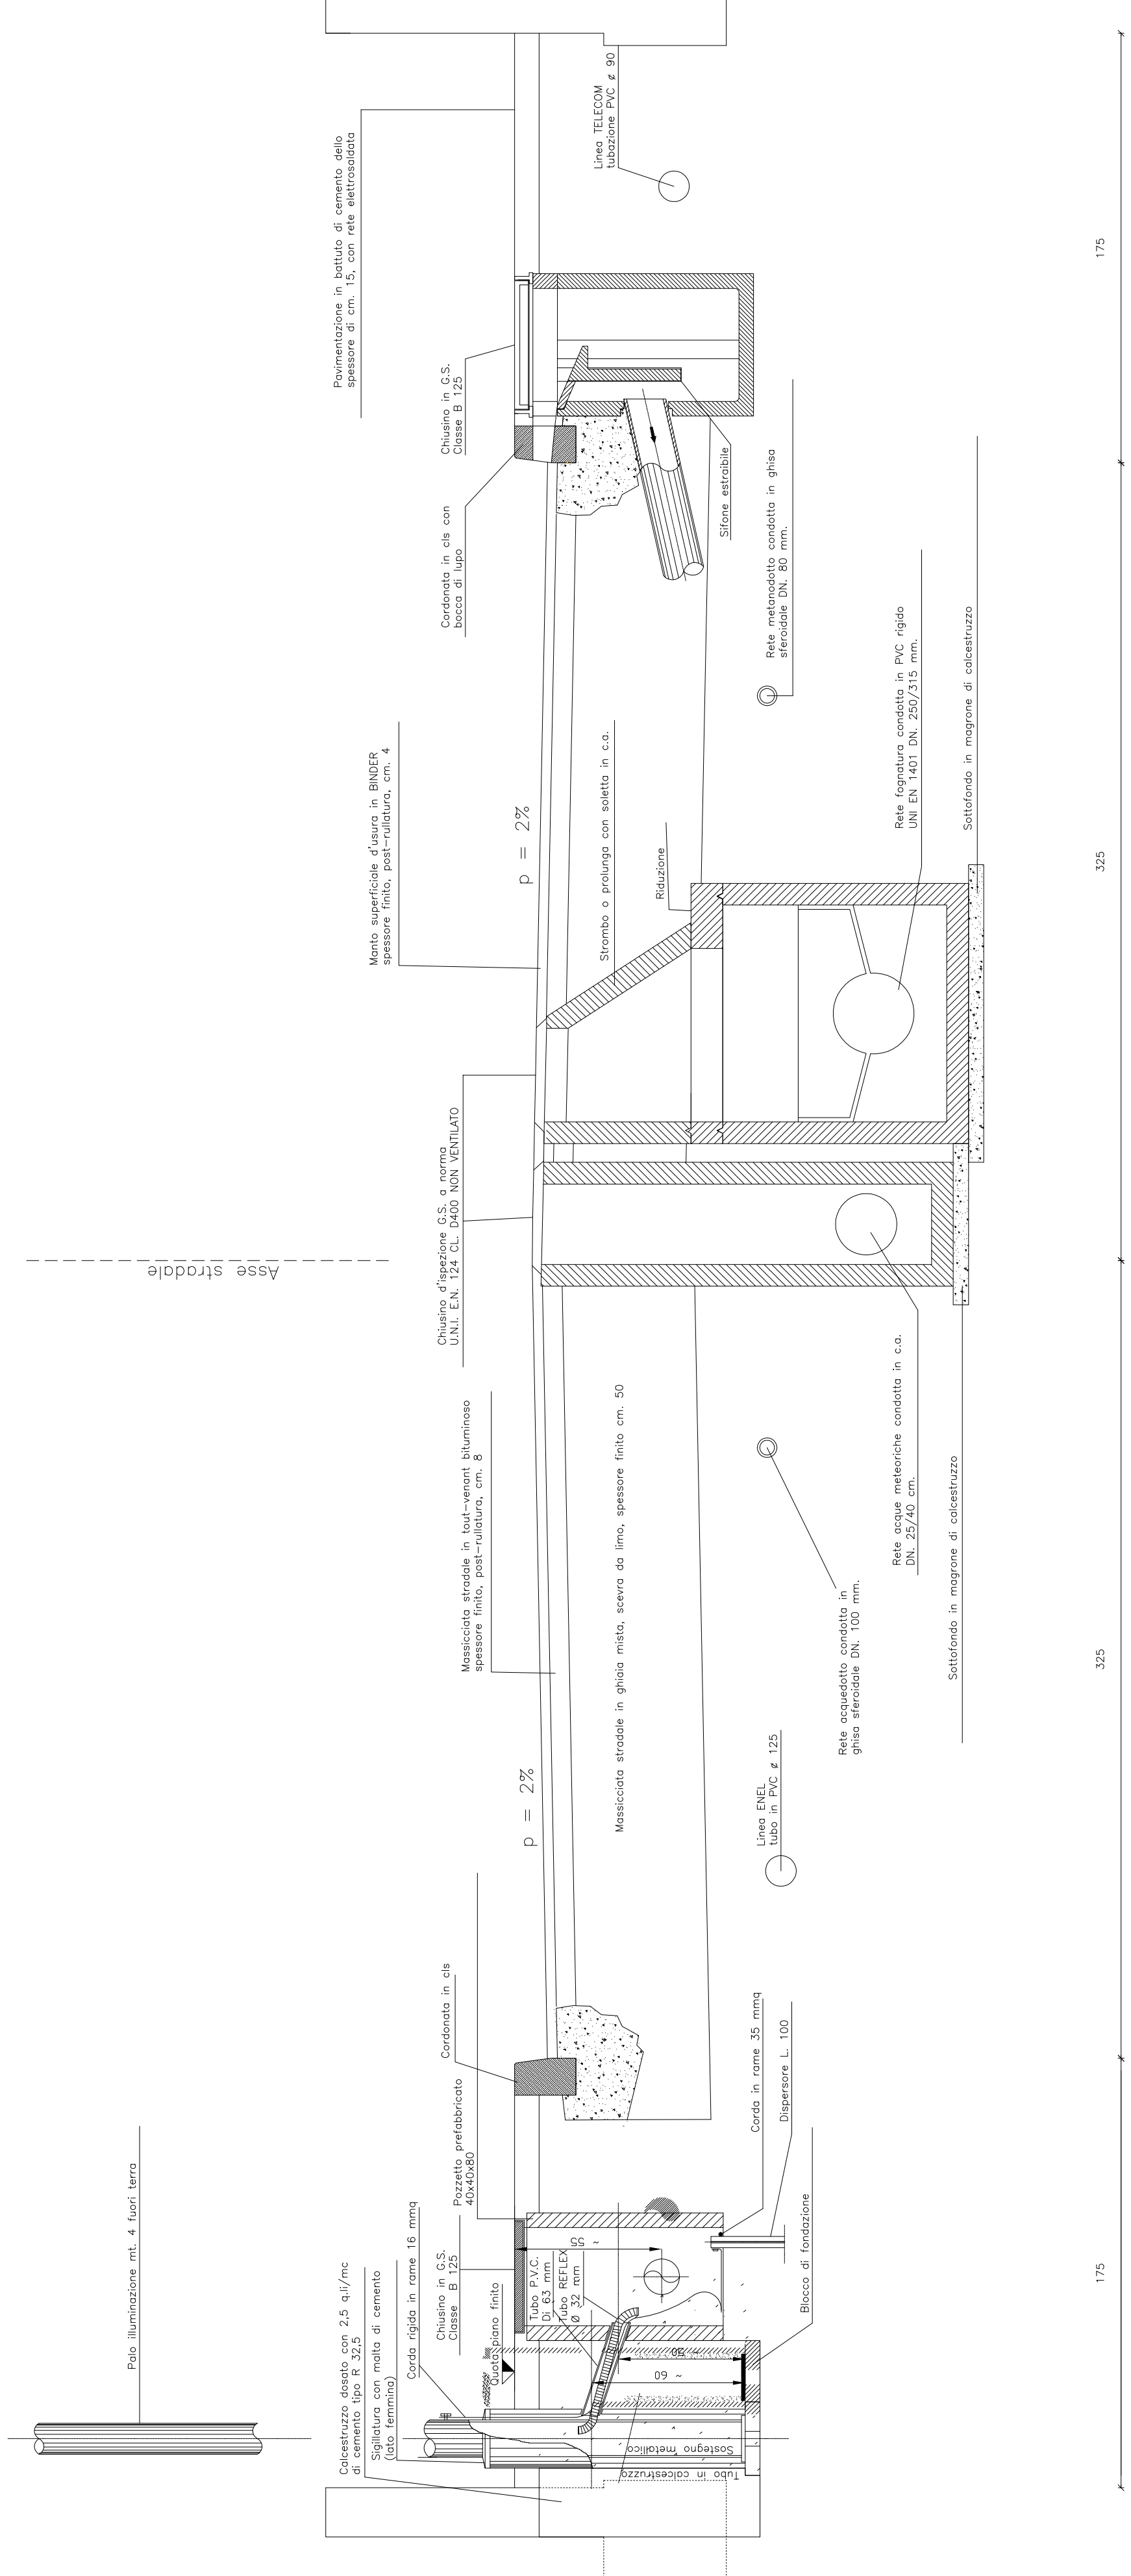 Palo illuminazione mt. 4 fuori terra
Calcestruzzo dosato con 2,5 q.li/mc
di cemento tipo R 32,5
Sigillatura con malta di cemento
(lato femmina)
Corda rigida in rame 16 mmq
Chiusino in G.S.
Classe B 125
Pozzetto prefabbricato
40x40x80
Quota piano finito
Tubo P.V.C.
Di 63 mm
Tubo REFLEX
Ø 32 mm
~ 55
~ 50
~ 60
Sostegno metallico
Tubo in calcestruzzo
Cordonata in cls
Corda in rame 35 mmq
Dispersore L. 100
Blocco di fondazione
175
p = 2%
Linea ENEL
tubo in PVC ø 125
Massicciata stradale in tout-venant bituminoso
spessore finito, post-rullatura, cm. 8
Massicciata stradale in ghiaia mista, scevra da limo, spessore finito cm. 50
Rete acquedotto condotta in
ghisa sferoidale DN. 100 mm.
Rete acque meteoriche condotta in c.a.
DN. 25/40 cm.
Sottofondo in magrone di calcestruzzo
325
Asse stradale
Chiusino d'ispezione G.S. a norma
U.N.I. E.N. 124 CL. D400 NON VENTILATO
Manto superficiale d'usura in BINDER
spessore finito, post-rullatura, cm. 4
p = 2%
Strombo o prolunga con soletta in c.a.
Riduzione
Rete fognatura condotta in PVC rigido
UNI EN 1401 DN. 250/315 mm.
Sottofondo in magrone di calcestruzzo
325
Rete metanodotto condotta in ghisa
sferoidale DN. 80 mm.
Cordonata in cls con
bocca di lupo
Chiusino in G.S.
Classe B 125
Sifone estraibile
Pavimentazione in battuto di cemento dello
spessore di cm. 15, con rete elettrosaldata
Linea TELECOM
tubazione PVC ø 90
175